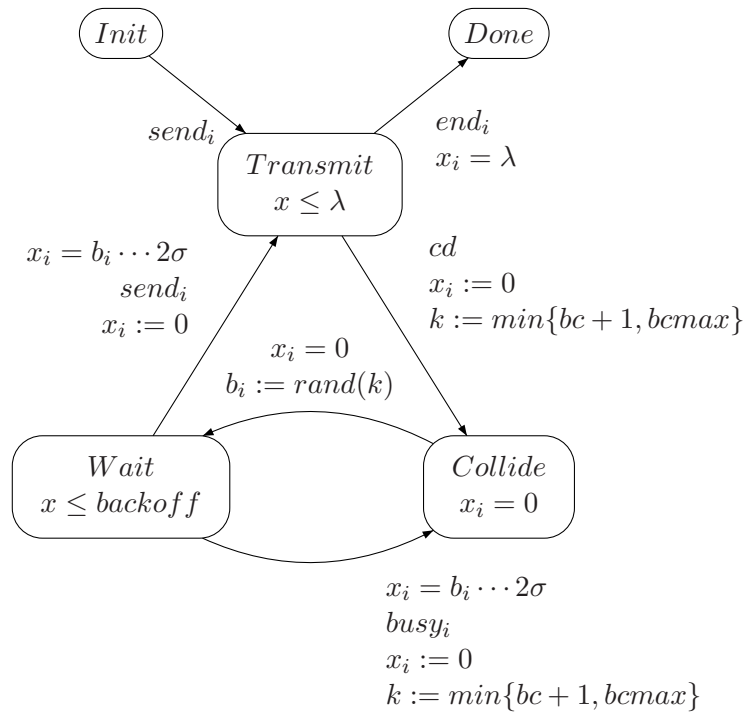 Init
Done
send_i
end_i
x_i = λ
Transmit
x ≤ λ
x_i = b_i ··· 2σ
send_i
x_i := 0
cd
x_i := 0
k := min{bc + 1, bcmax}
x_i = 0
b_i := rand(k)
Wait
x ≤ backoff
Collide
x_i = 0
x_i = b_i ··· 2σ
busy_i
x_i := 0
k := min{bc + 1, bcmax}